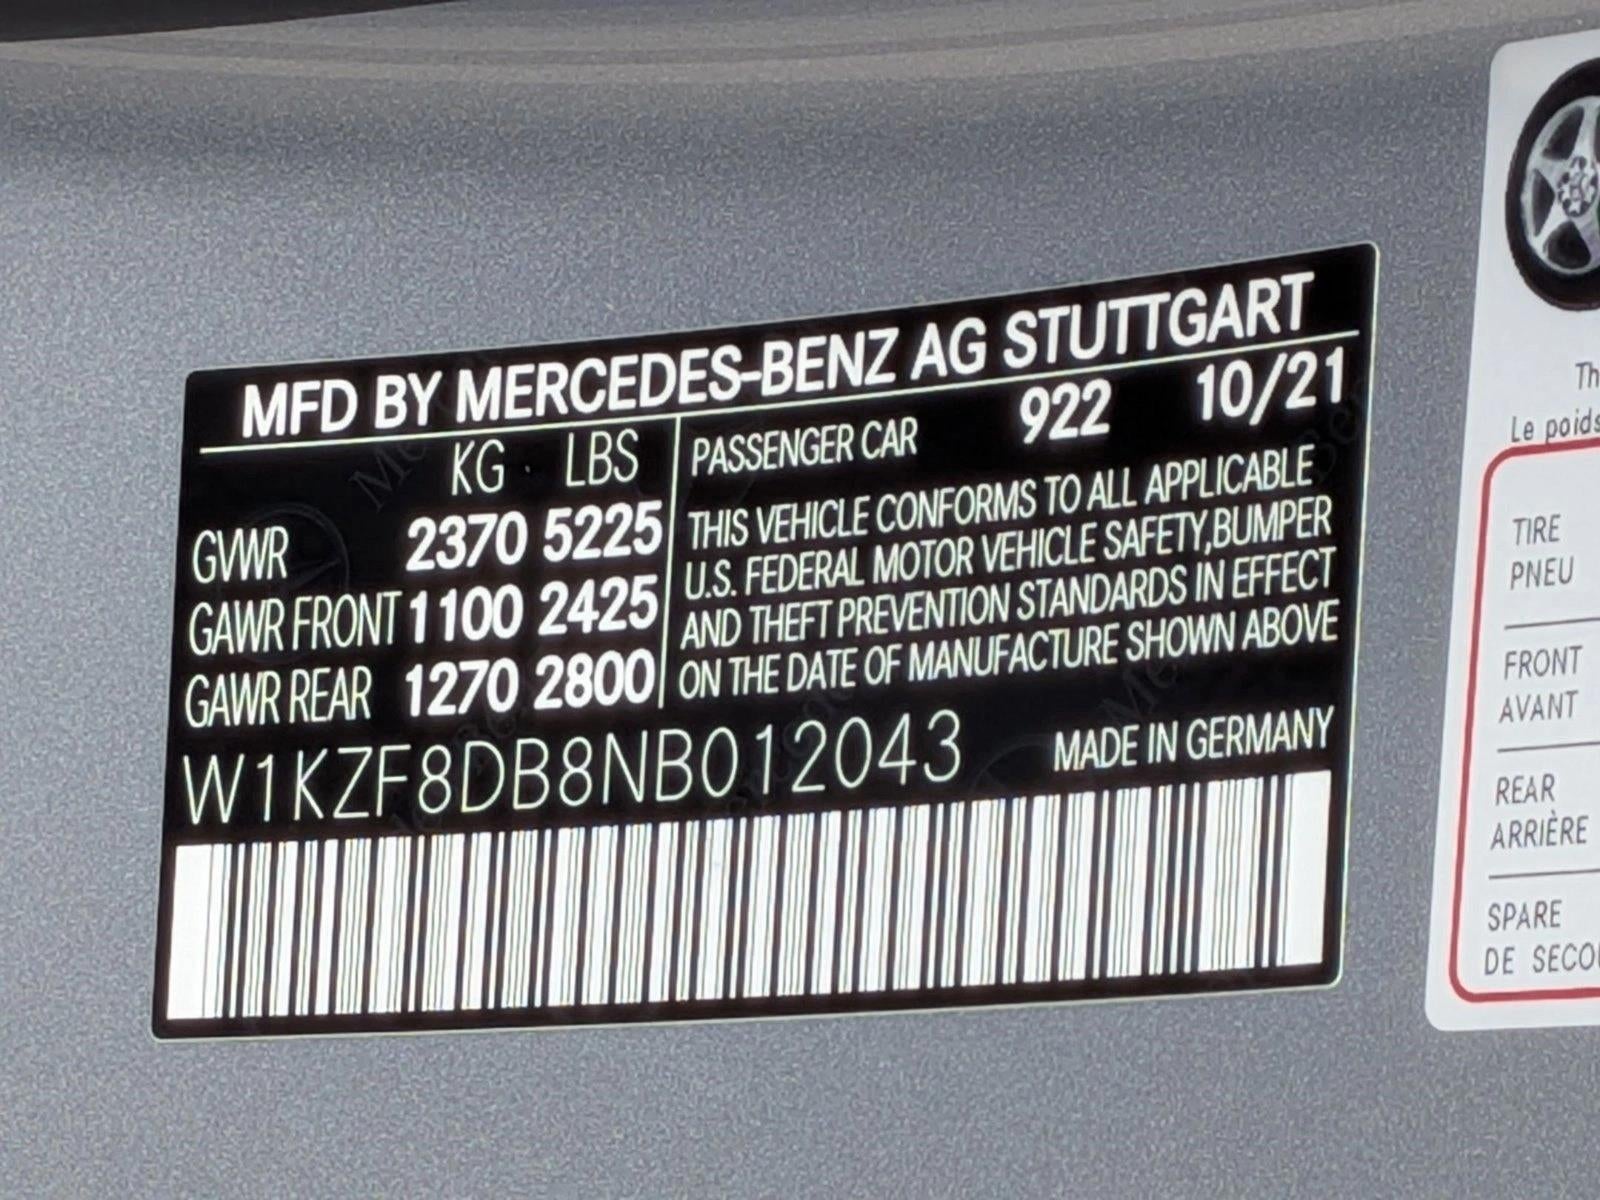 MFD BY MERCEDES-BENZ AG STUTTGART
KG LBS
GVWR 2370 5225
GAWR FRONT 1100 2425
GAWR REAR 1270 2800
PASSENGER CAR 922 10/21
THIS VEHICLE CONFORMS TO ALL APPLICABLE
U.S. FEDERAL MOTOR VEHICLE SAFETY,BUMPER
AND THEFT PREVENTION STANDARDS IN EFFECT
ON THE DATE OF MANUFACTURE SHOWN ABOVE
W1KZF8DB8NB012043
MADE IN GERMANY
Le poids
TIRE
PNEU
FRONT
AVANT
REAR
ARRIÈRE
SPARE
DE